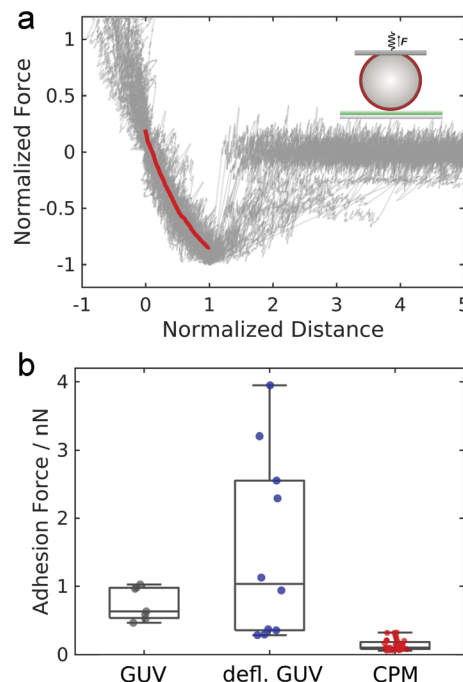 a
F
1
0.5
0
-0.5
-1
Normalized Force
-1 0 1 2 3 4 5
Normalized Distance
b
4
3
2
1
0
Adhesion Force / nN
GUV defl. GUV CPM